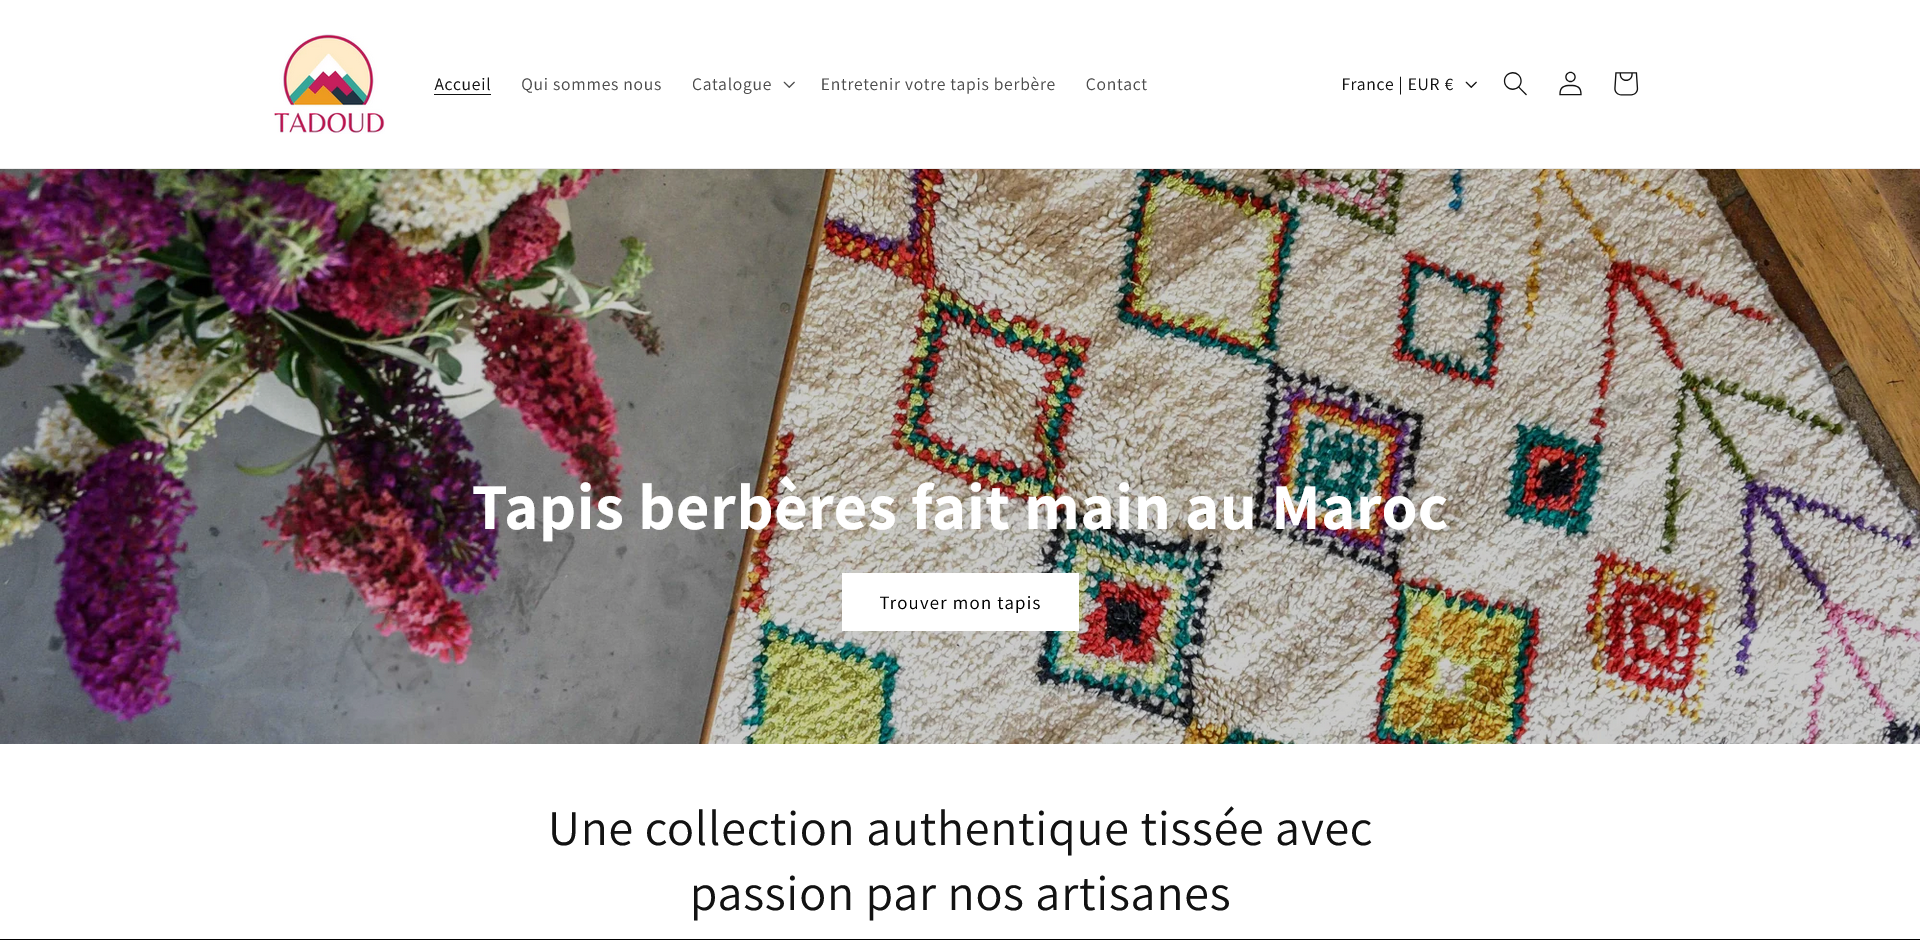 TADOUD
Accueil
Qui sommes nous
Catalogue
Entretenir votre tapis berbère
Contact
France | EUR €
Tapis berbères fait main au Maroc
Trouver mon tapis
Une collection authentique tissée avec
passion par nos artisanes